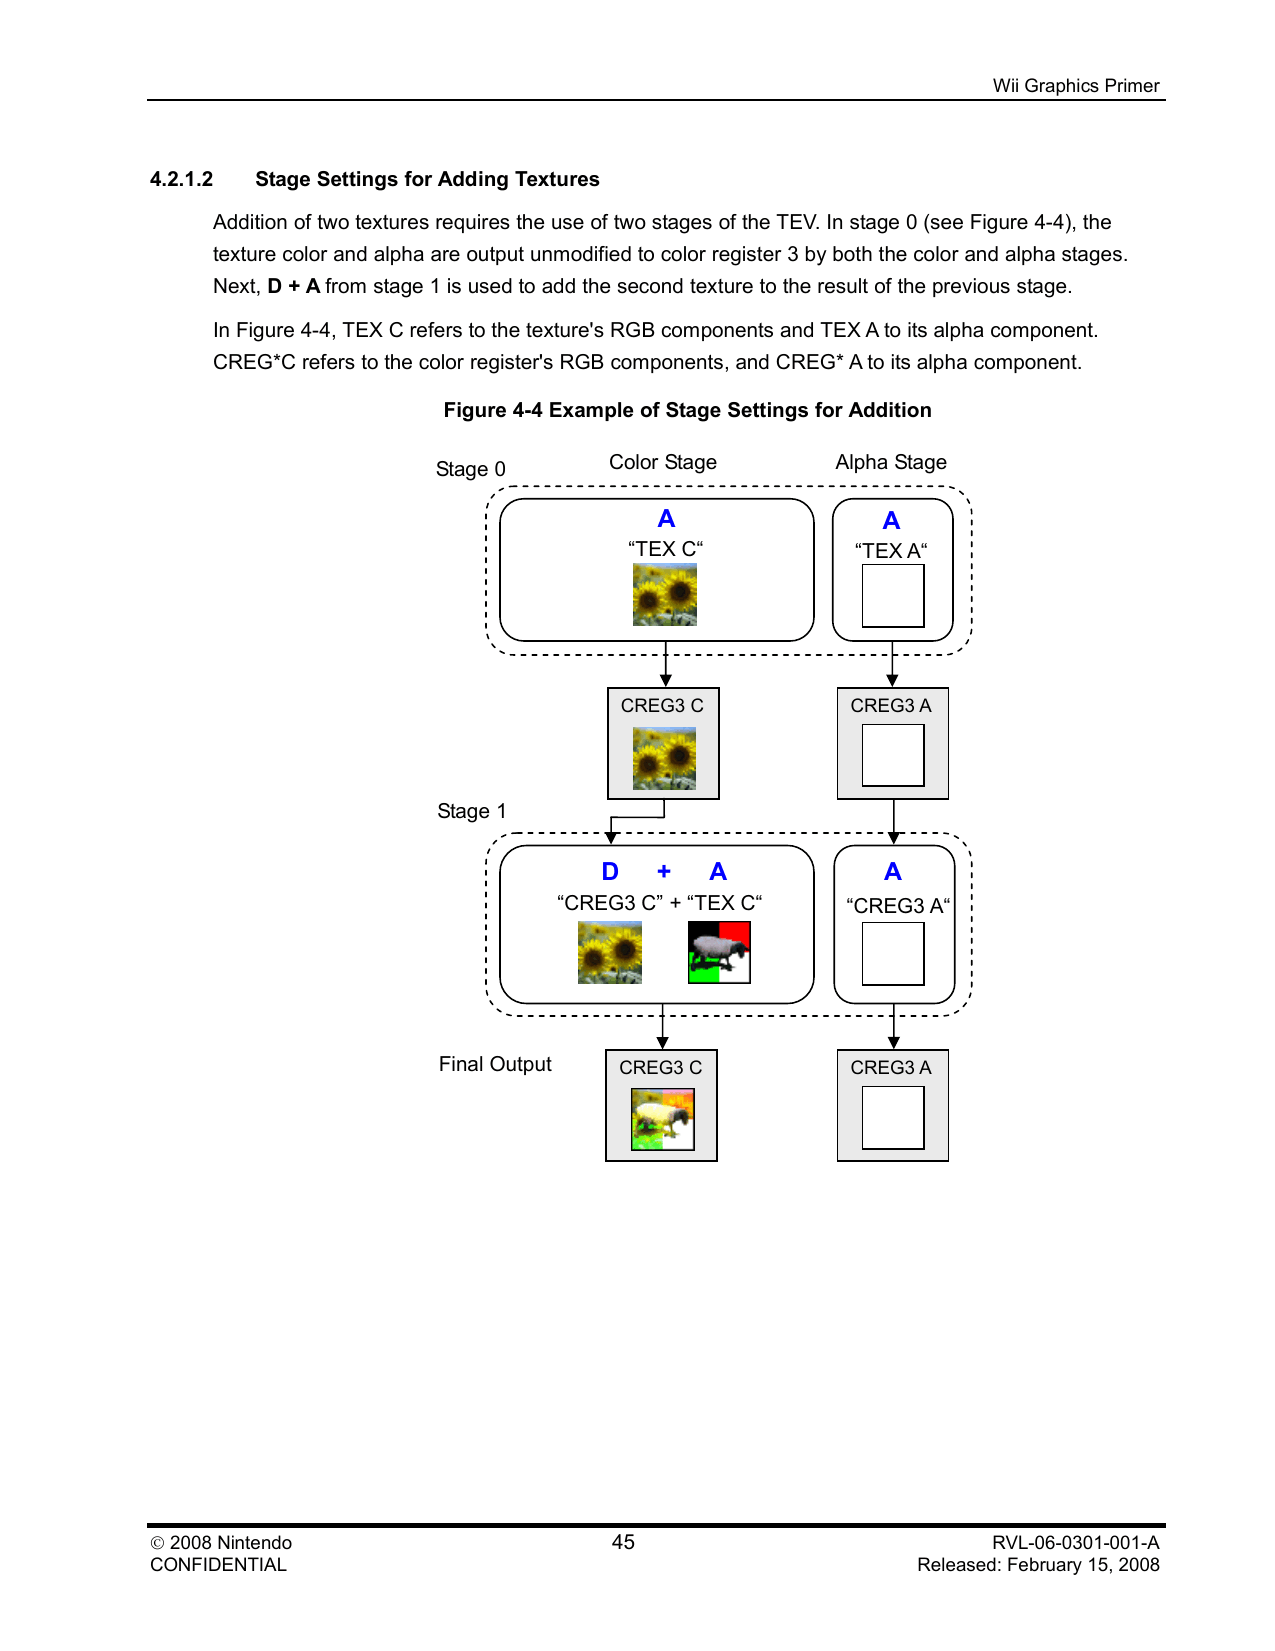 Wii Graphics Primer
4.2.1.2 Stage Settings for Adding Textures
Addition of two textures requires the use of two stages of the TEV. In stage 0 (see Figure 4-4), the
texture color and alpha are output unmodified to color register 3 by both the color and alpha stages.
Next, D + A from stage 1 is used to add the second texture to the result of the previous stage.
In Figure 4-4, TEX C refers to the texture's RGB components and TEX A to its alpha component.
CREG*C refers to the color register's RGB components, and CREG* A to its alpha component.
Figure 4-4 Example of Stage Settings for Addition
Stage 0 Color Stage Alpha Stage
A A
“TEX C“ “TEX A“
CREG3 C CREG3 A
Stage 1
D + A A
“CREG3 C” + “TEX C“ “CREG3 A“
Final Output CREG3 C CREG3 A
© 2008 Nintendo 45 RVL-06-0301-001-A
CONFIDENTIAL Released: February 15, 2008